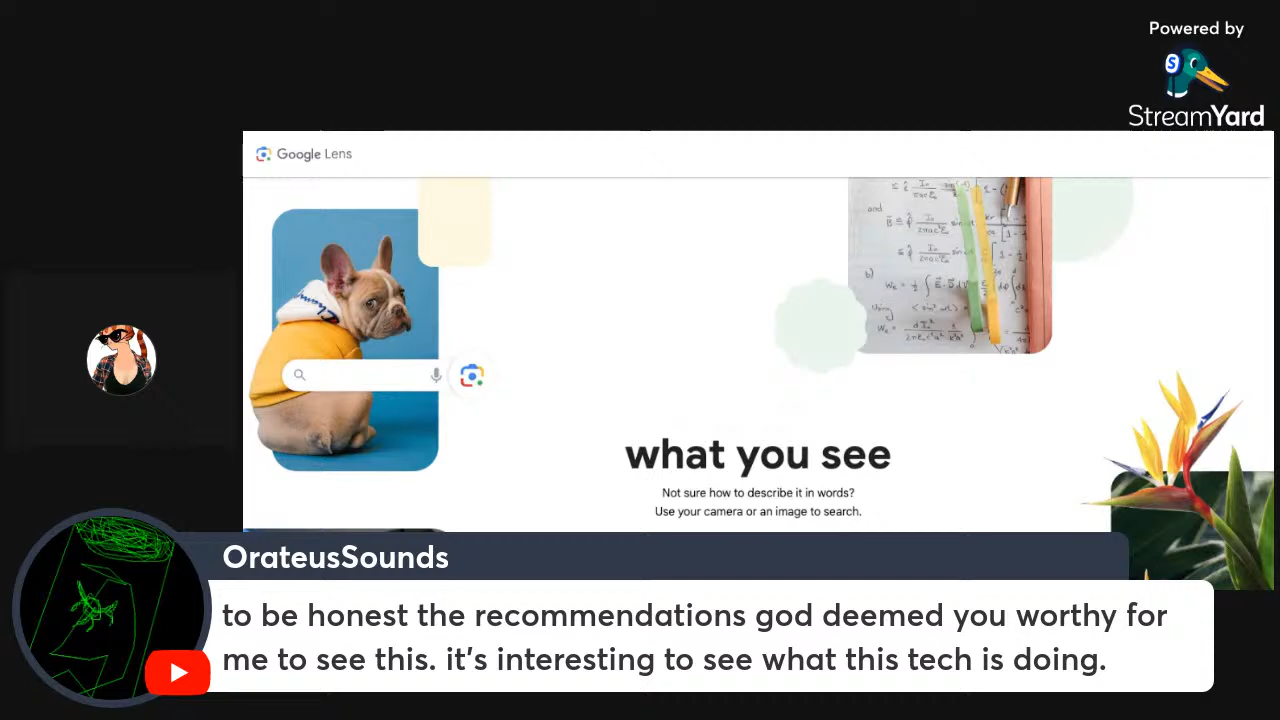 Powered by
StreamYard
Google Lens
and
b)
Using
what you see
Not sure how to describe it in words?
Use your camera or an image to search.
OrateusSounds
to be honest the recommendations god deemed you worthy for
me to see this. it's interesting to see what this tech is doing.